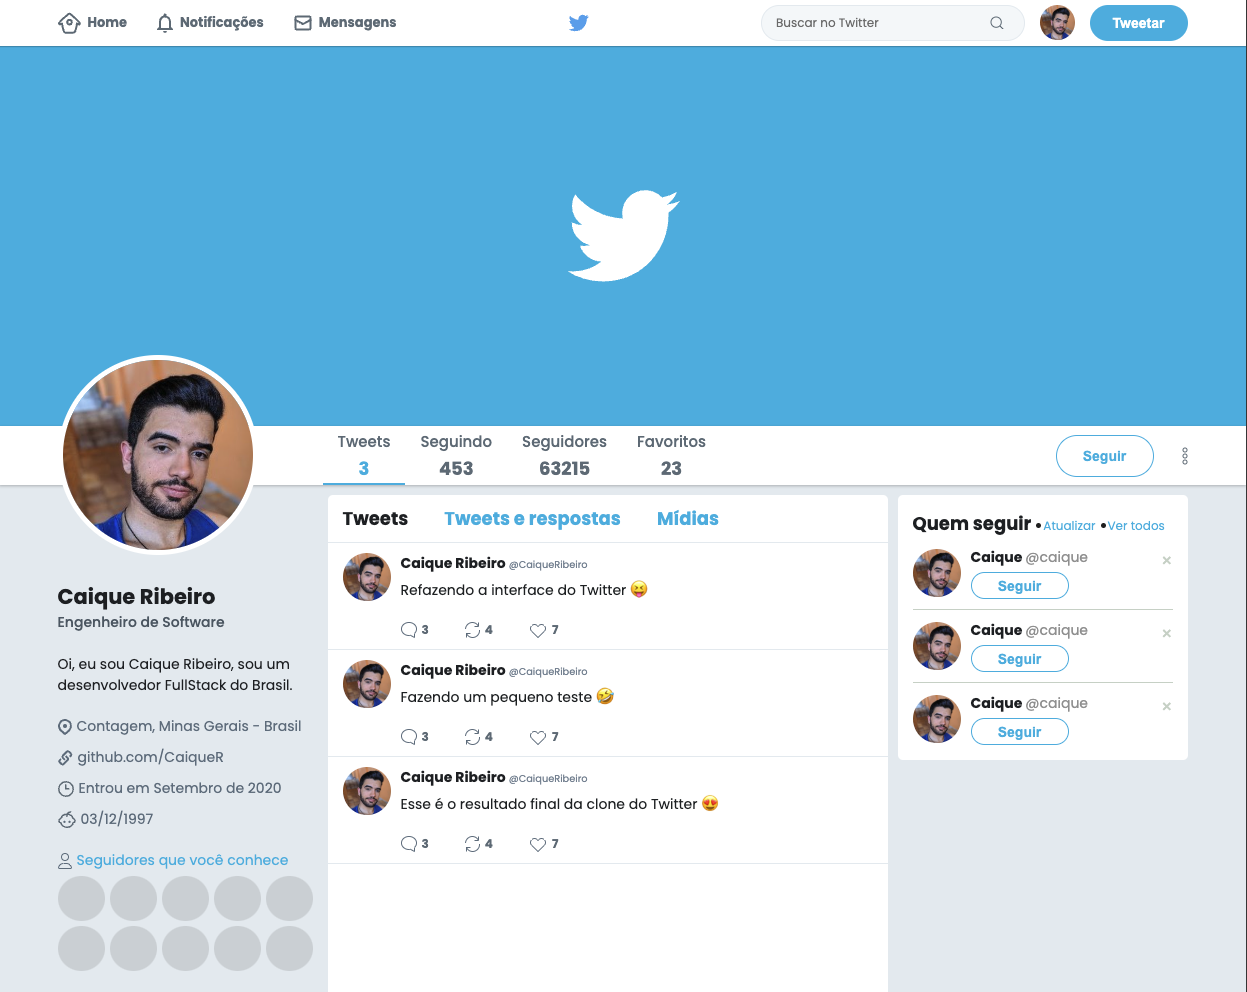 Home Notificações Mensagens Buscar no Twitter Tweetar
Tweets Seguindo Seguidores Favoritos
3 453 63215 23 Seguir
Caique Ribeiro
Engenheiro de Software
Oi, eu sou Caique Ribeiro, sou um
desenvolvedor FullStack do Brasil.
Contagem, Minas Gerais - Brasil
github.com/CaiqueR
Entrou em Setembro de 2020
03/12/1997
Seguidores que você conhece
Tweets Tweets e respostas Mídias
Caique Ribeiro @CaiqueRibeiro
Refazendo a interface do Twitter 😝
3 4 7
Caique Ribeiro @CaiqueRibeiro
Fazendo um pequeno teste 🤣
3 4 7
Caique Ribeiro @CaiqueRibeiro
Esse é o resultado final da clone do Twitter 😍
3 4 7
Quem seguir •Atualizar •Ver todos
Caique @caique ×
Seguir
Caique @caique ×
Seguir
Caique @caique ×
Seguir